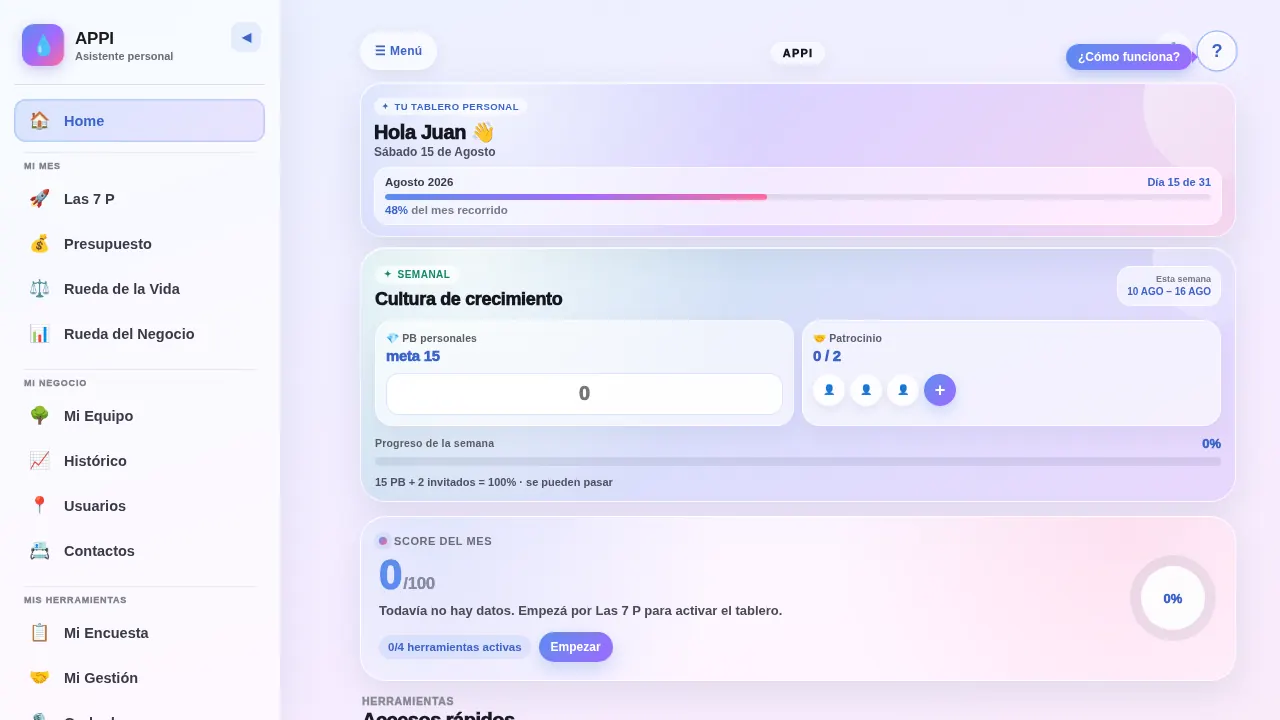 APPI
Asistente personal
◀
Home
MI MES
Las 7 P
Presupuesto
Rueda de la Vida
Rueda del Negocio
MI NEGOCIO
Mi Equipo
Histórico
Usuarios
Contactos
MIS HERRAMIENTAS
Mi Encuesta
Mi Gestión
☰ Menú
APPI
¿Cómo funciona?
?
✦ TU TABLERO PERSONAL
Hola Juan 👋
Sábado 15 de Agosto
Agosto 2026
Día 15 de 31
48% del mes recorrido
✦ SEMANAL
Cultura de crecimiento
Esta semana
10 AGO – 16 AGO
💎 PB personales
meta 15
0
🤝 Patrocinio
0 / 2
+
Progreso de la semana
0%
15 PB + 2 invitados = 100% · se pueden pasar
SCORE DEL MES
0/100
Todavía no hay datos. Empezá por Las 7 P para activar el tablero.
0/4 herramientas activas
Empezar
0%
HERRAMIENTAS
Accesos rápidos